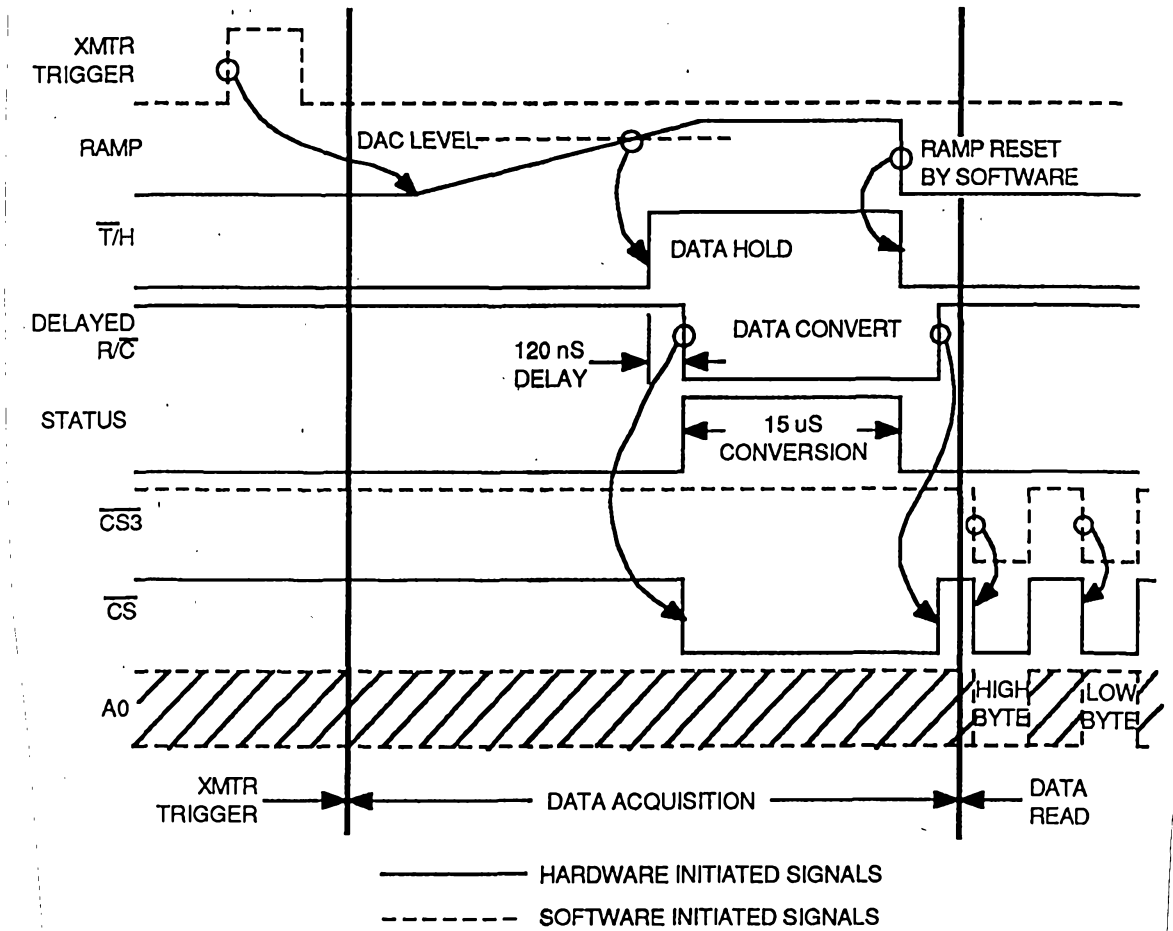 XMTR
TRIGGER
RAMP
DAC LEVEL
RAMP RESET
BY SOFTWARE
T̅/H
DATA HOLD
DELAYED
R/C̅
DATA CONVERT
120 nS
DELAY
STATUS
15 uS
CONVERSION
C̅S̅3̅
C̅S̅
A0
HIGH
BYTE
LOW
BYTE
XMTR
TRIGGER
DATA ACQUISITION
DATA
READ
HARDWARE INITIATED SIGNALS
SOFTWARE INITIATED SIGNALS